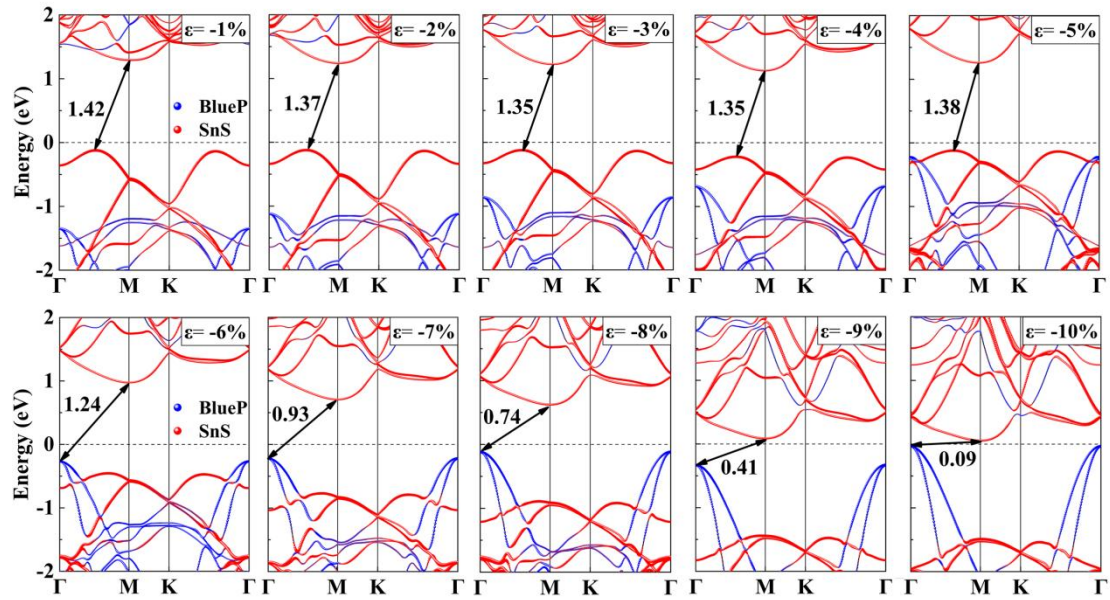 2
1
0
-1
-2
Energy (eV)
ε= -1%
1.42
BlueP
SnS
Γ M K Γ
ε= -2%
1.37
Γ M K Γ
ε= -3%
1.35
Γ M K Γ
ε= -4%
1.35
Γ M K Γ
ε= -5%
1.38
Γ M K Γ
2
1
0
-1
-2
Energy (eV)
ε= -6%
1.24
BlueP
SnS
Γ M K Γ
ε= -7%
0.93
Γ M K Γ
ε= -8%
0.74
Γ M K Γ
ε= -9%
0.41
Γ M K Γ
ε= -10%
0.09
Γ M K Γ